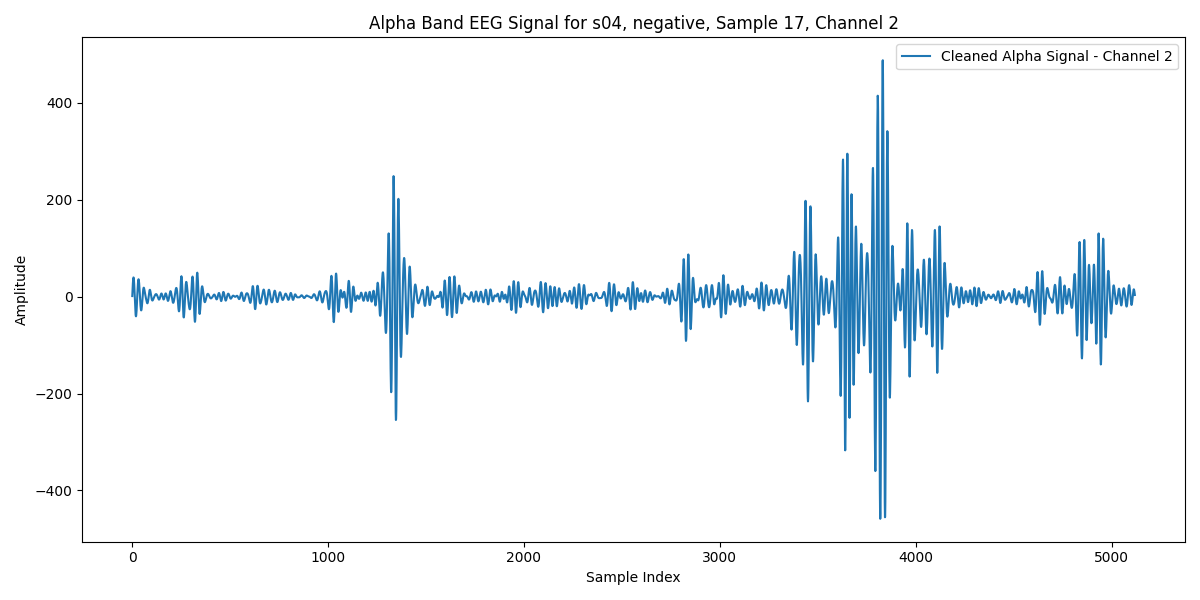 Alpha Band EEG Signal for s04, negative, Sample 17, Channel 2
Cleaned Alpha Signal - Channel 2
Amplitude
400
200
0
−200
−400
0 1000 2000 3000 4000 5000
Sample Index